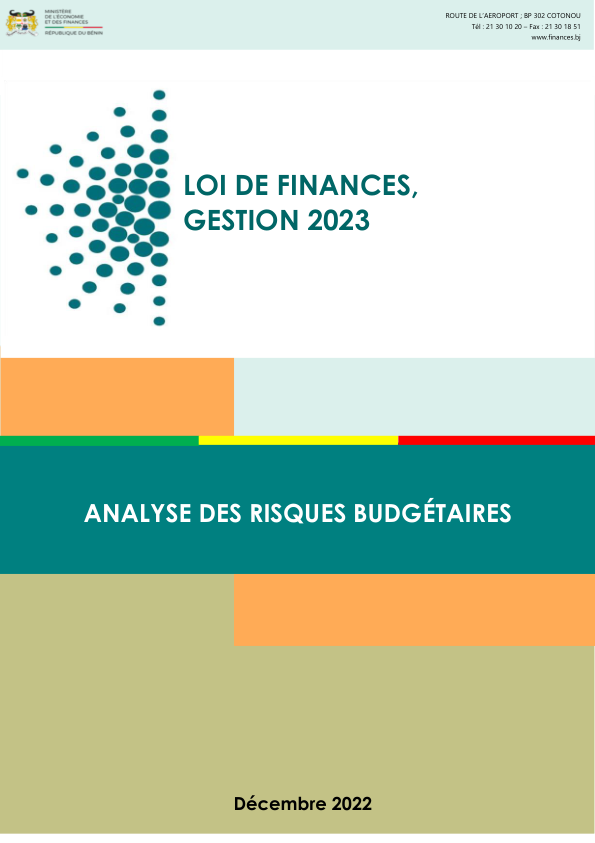 MINISTÈRE
DE L'ÉCONOMIE
ET DES FINANCES
RÉPUBLIQUE DU BÉNIN
ROUTE DE L'AEROPORT ; BP 302 COTONOU
Tél : 21 30 10 20 – Fax : 21 30 18 51
www.finances.bj
LOI DE FINANCES,
GESTION 2023
ANALYSE DES RISQUES BUDGÉTAIRES
Décembre 2022